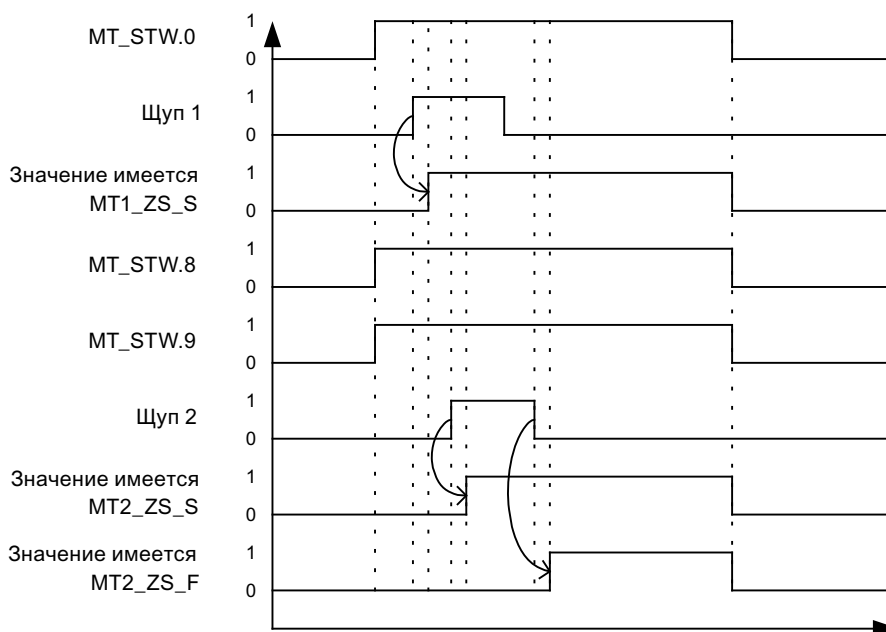 MT_STW.0
1
0
Щуп 1
1
0
Значение имеется
MT1_ZS_S
1
0
MT_STW.8
1
0
MT_STW.9
1
0
Щуп 2
1
0
Значение имеется
MT2_ZS_S
1
0
Значение имеется
MT2_ZS_F
1
0